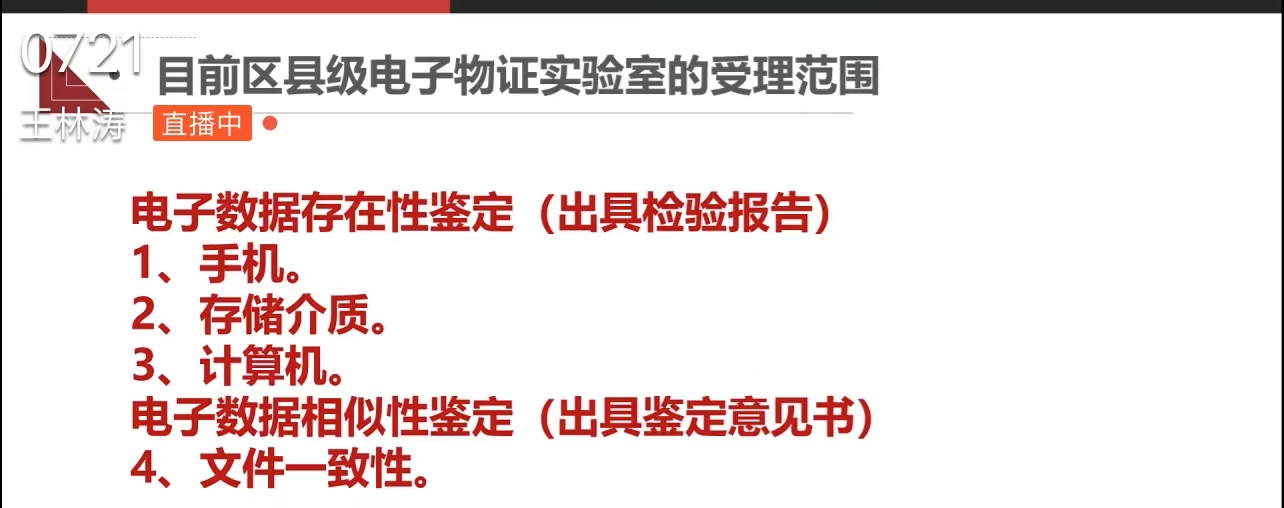 0721
目前区县级电子物证实验室的受理范围
王林涛
直播中
电子数据存在性鉴定（出具检验报告）
1、手机。
2、存储介质。
3、计算机。
电子数据相似性鉴定（出具鉴定意见书）
4、文件一致性。